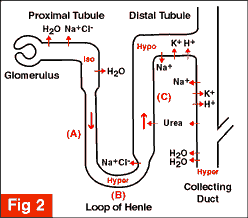 Proximal Tubule
Distal Tubule
H2O Na+Cl-
Hypo
K+ H+
Iso
Na+
Glomerulus
H2O
Na+
(C)
K+
H+
(A)
Urea
Na+Cl-
H2O
H2O
Hyper
Hyper
(B)
Collecting
Duct
Fig 2
Loop of Henle